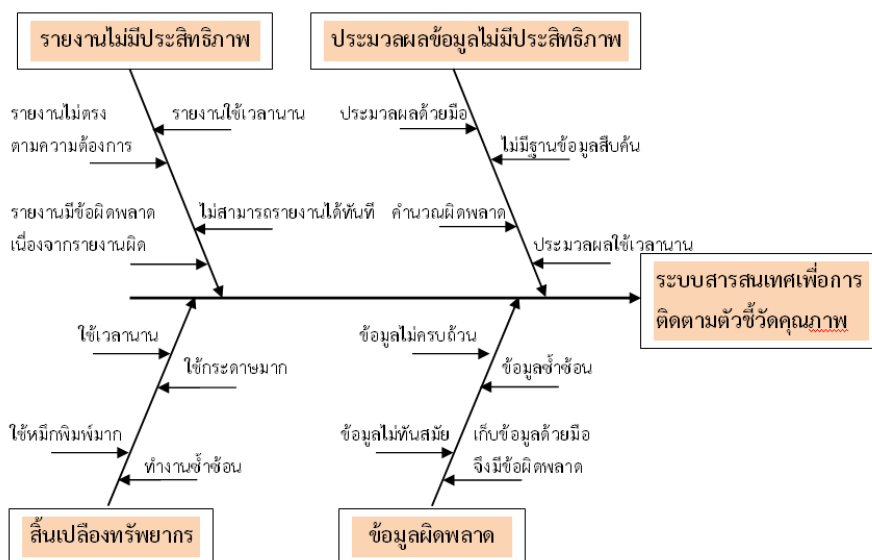 รายงานไม่มีประสิทธิภาพ
ประมวลผลข้อมูลไม่มีประสิทธิภาพ
รายงานไม่ตรง
ตามความต้องการ
รายงานใช้เวลานาน
รายงานมีข้อผิดพลาด
เนื่องจากรายงานผิด
ไม่สามารถรายงานได้ทันที
ประมวลผลด้วยมือ
ไม่มีฐานข้อมูลสืบค้น
คำนวณผิดพลาด
ประมวลผลใช้เวลานาน
ระบบสารสนเทศเพื่อการ
ติดตามตัวชี้วัดคุณภาพ
ใช้เวลานาน
ใช้กระดาษมาก
ใช้หมึกพิมพ์มาก
ทำงานซ้ำซ้อน
ข้อมูลไม่ครบถ้วน
ข้อมูลซ้ำซ้อน
ข้อมูลไม่ทันสมัย
เก็บข้อมูลด้วยมือ
จึงมีข้อผิดพลาด
สิ้นเปลืองทรัพยากร
ข้อมูลผิดพลาด